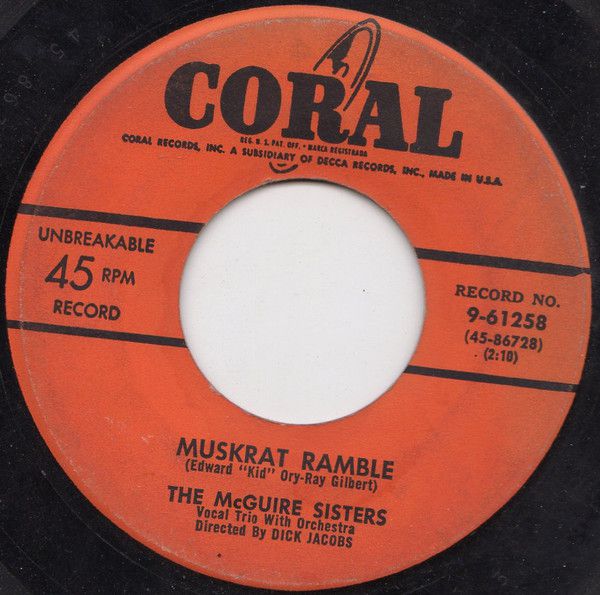 CORAL
REG. U.S. PAT. OFF. • MARCA REGISTRADA
CORAL RECORDS, INC. A SUBSIDIARY OF DECCA RECORDS, INC., MADE IN U.S.A.
UNBREAKABLE
45 RPM
RECORD
RECORD NO.
9-61258
(45-86728)
(2:10)
MUSKRAT RAMBLE
(Edward "Kid" Ory-Ray Gilbert)
THE McGUIRE SISTERS
Vocal Trio With Orchestra
Directed By DICK JACOBS